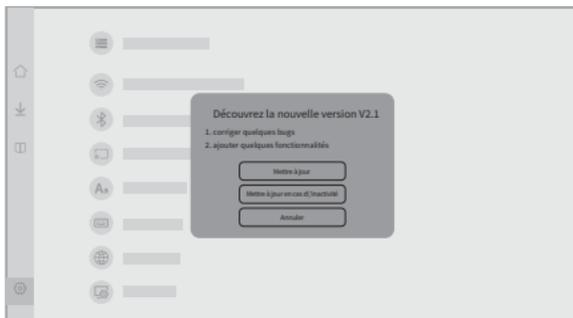 Découvrez la nouvelle version V2.1
1. corriger quelques bugs
2. ajouter quelques fonctionnalités
Mettre à jour
Mettre à jour en cas d\'inactivité
Annuler
Aa